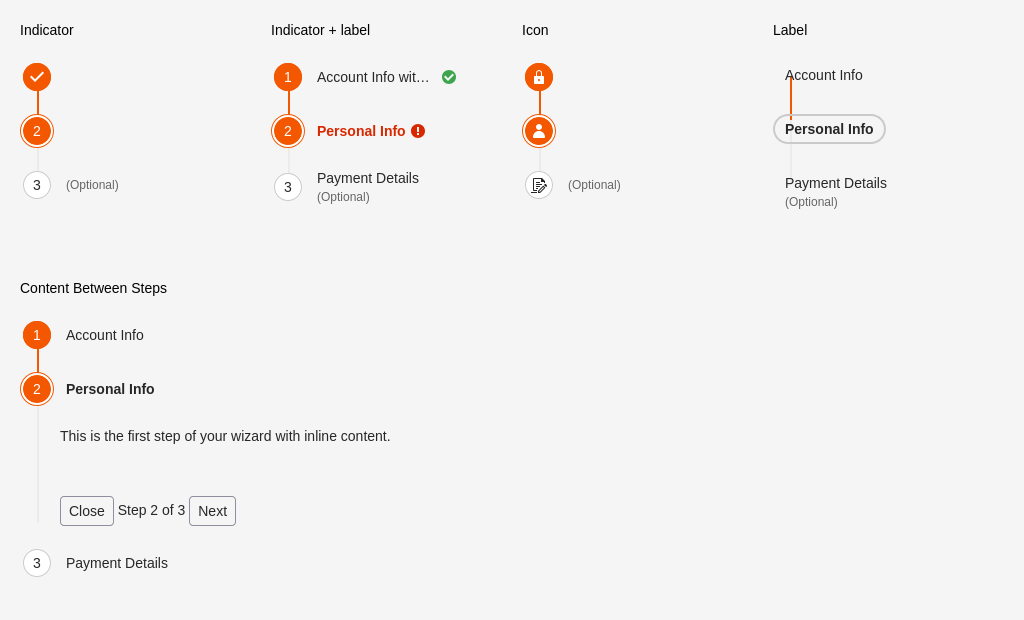 Indicator
2
3 (Optional)
Indicator + label
1 Account Info wit…
2 Personal Info
3 Payment Details
(Optional)
Icon
(Optional)
Label
Account Info
Personal Info
Payment Details
(Optional)
Content Between Steps
1 Account Info
2 Personal Info
This is the first step of your wizard with inline content.
Close Step 2 of 3 Next
3 Payment Details